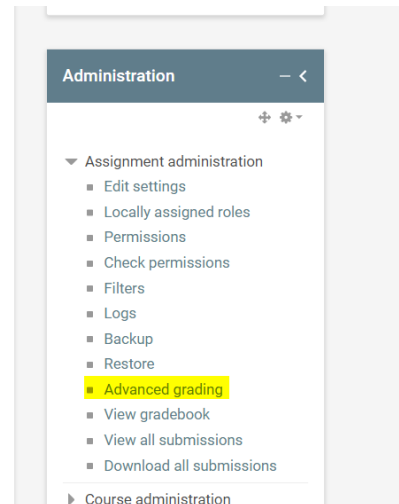 Administration
Assignment administration
Edit settings
Locally assigned roles
Permissions
Check permissions
Filters
Logs
Backup
Restore
Advanced grading
View gradebook
View all submissions
Download all submissions
Course administration